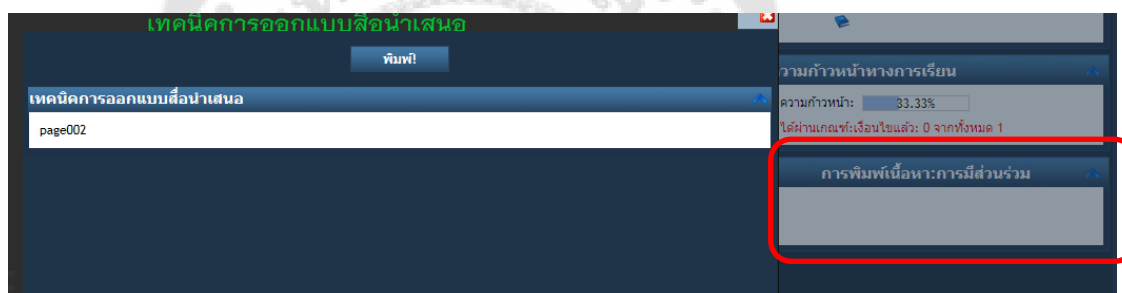 เทคนิคการออกแบบสื่อนำเสนอ
พิมพ์!
เทคนิคการออกแบบสื่อนำเสนอ
page002
วามก้าวหน้าทางการเรียน
ความก้าวหน้า: 33.33%
ได้ผ่านเกณฑ์:เงื่อนไขแล้ว: 0 จากทั้งหมด 1
การพิมพ์เนื้อหา:การมีส่วนร่วม